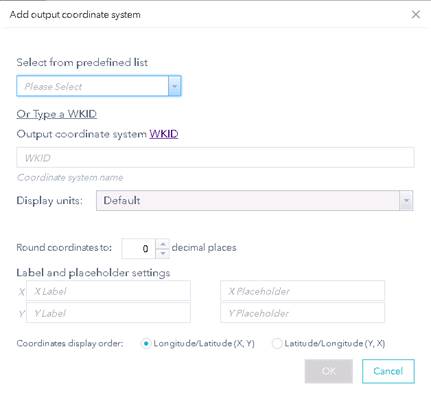 Add output coordinate system
Select from predefined list
Please Select
Or Type a WKID
Output coordinate system WKID
WKID
Coordinate system name
Display units: Default
Round coordinates to: 0 decimal places
Label and placeholder settings
X X Label X Placeholder
Y Y Label Y Placeholder
Coordinates display order: Longitude/Latitude (X, Y) Latitude/Longitude (Y, X)
OK Cancel